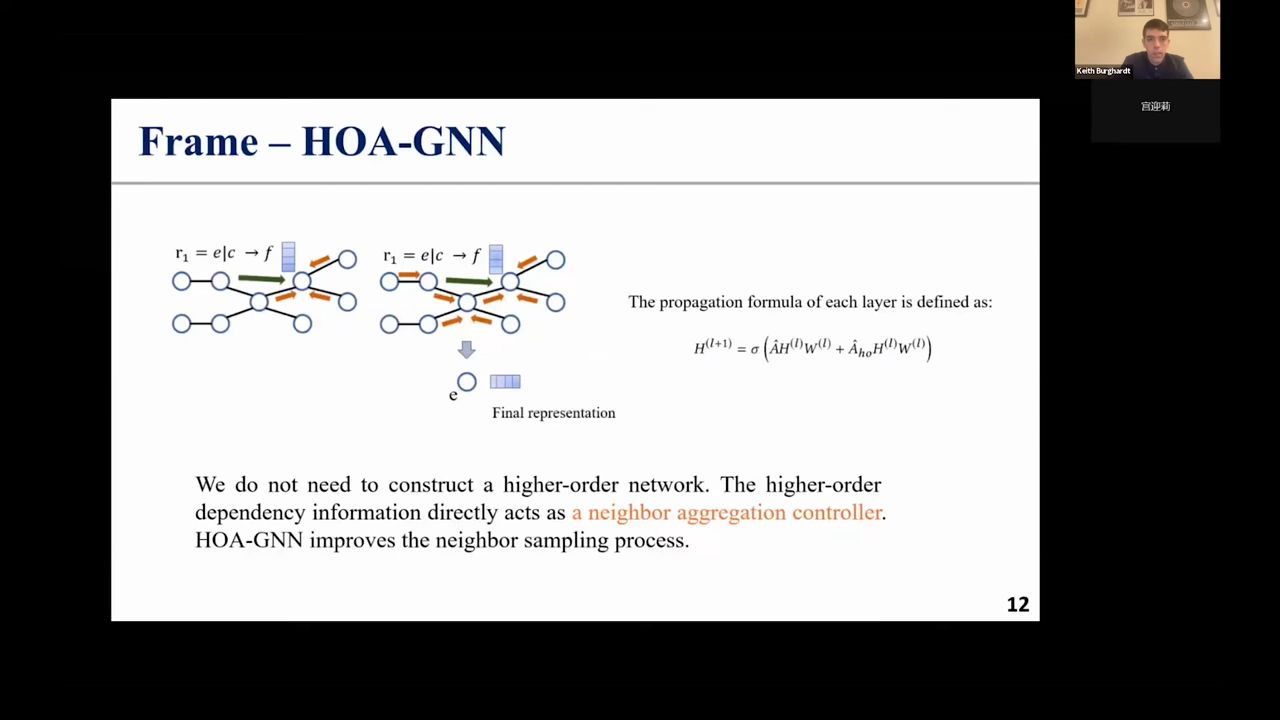 Keith Burghardt
宫迎莉
Frame – HOA-GNN
r₁ = e|c → f
r₁ = e|c → f
The propagation formula of each layer is defined as:
H^(l+1) = σ (ÂH^(l)W^(l) + Â_ho H^(l)W^(l))
e
Final representation
We do not need to construct a higher-order network. The higher-order
dependency information directly acts as a neighbor aggregation controller.
HOA-GNN improves the neighbor sampling process.
12